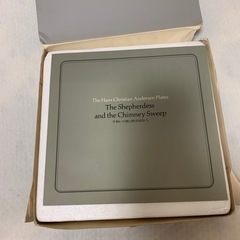 The Hans Christian Andersen Plates
The Shepherdess
and the Chimney Sweep